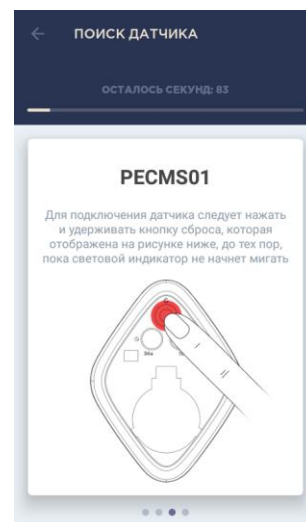 ПОИСК ДАТЧИКА
ОСТАЛОСЬ СЕКУНД: 83
PECMS01
Для подключения датчика следует нажать
и удерживать кнопку сброса, которая
отображена на рисунке ниже, до тех пор,
пока световой индикатор не начнет мигать